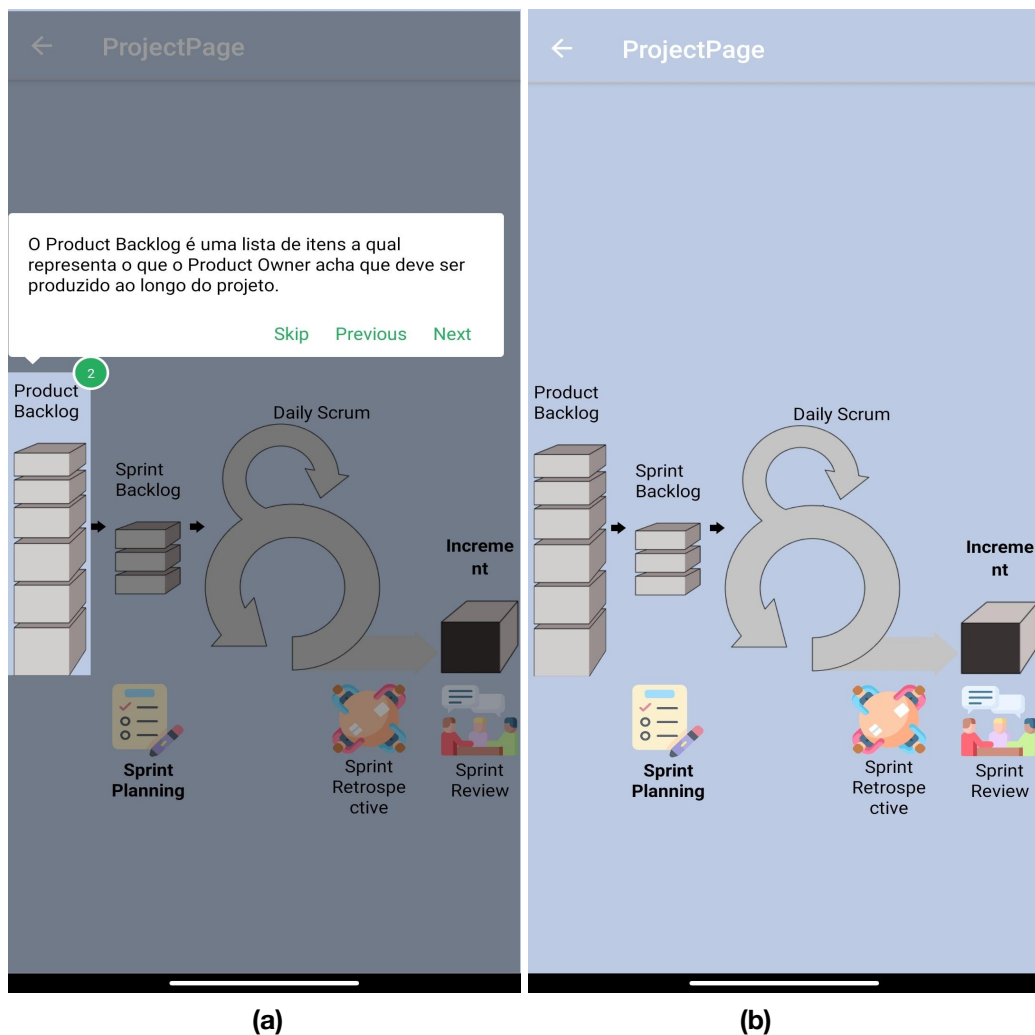 ProjectPage
O Product Backlog é uma lista de itens a qual
representa o que o Product Owner acha que deve ser
produzido ao longo do projeto.
Skip Previous Next
2
Product
Backlog
Daily Scrum
Sprint
Backlog
Increme
nt
Sprint
Planning
Sprint
Retrospe
ctive
Sprint
Review
(a)
ProjectPage
Product
Backlog
Daily Scrum
Sprint
Backlog
Increme
nt
Sprint
Planning
Sprint
Retrospe
ctive
Sprint
Review
(b)